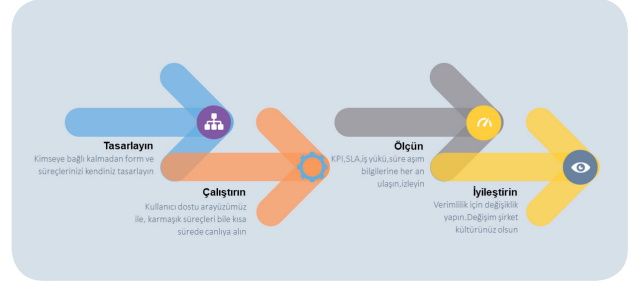 Tasarlayın
Kimseye bağlı kalmadan form ve
süreçlerinizi kendiniz tasarlayın
Çalıştırın
Kullanici dostu arayüzümüz
ile, karmaşık süreçleri bile kısa
sürede canlıya alın
Ölçün
KPI,SLA,iş yükü,süre aşım
bilgilerine her an
ulaşın.izleyin
İyileştirin
Verimlilik için değişiklik
yapın.Değişim şirket
kültürünüz olsun